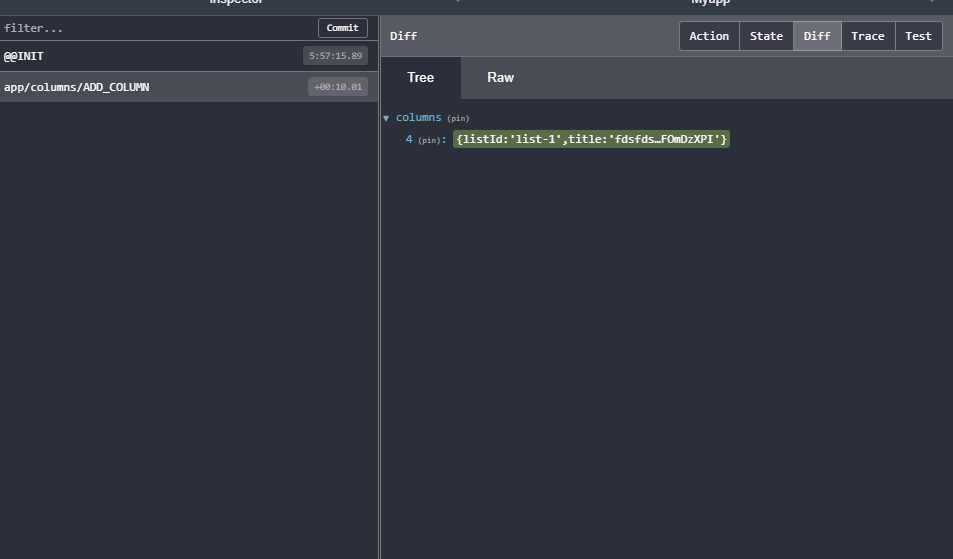 Inspector
Myapp
filter...
Commit
@@INIT
5:57:15.89
app/columns/ADD_COLUMN
+00:10.01
Diff
Action
State
Diff
Trace
Test
Tree
Raw
▼ columns (pin)
4 (pin): {listId:'list-1',title:'fdsfds…FOmDzXPI'}